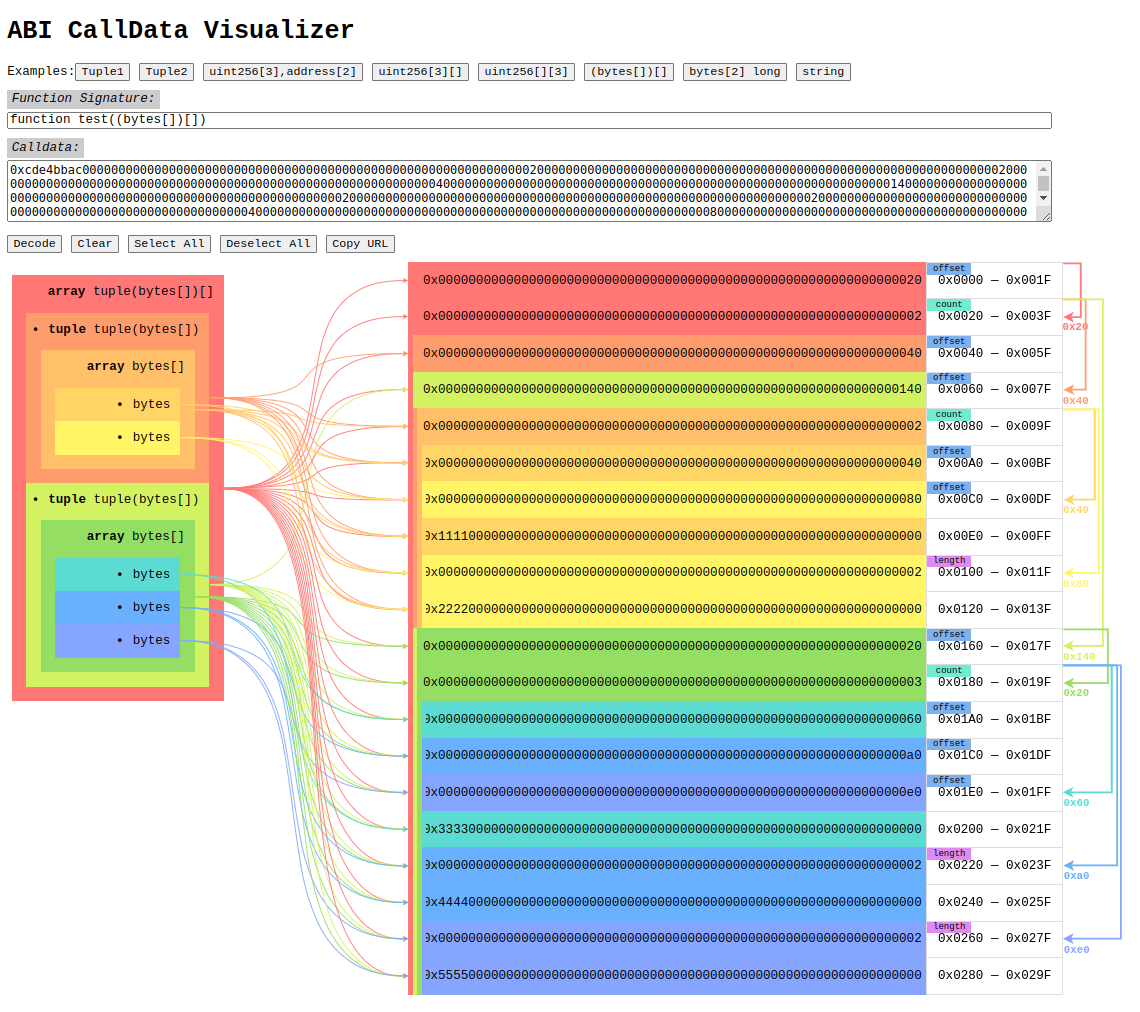 ABI CallData Visualizer
Examples: Tuple1 Tuple2 uint256[3],address[2] uint256[3][] uint256[][3] (bytes[])[] bytes[2] long string
Function Signature:
function test((bytes[])[])
Calldata:
0xcde4bbac00000000000000000000000000000000000000000000000000000000000000200000000000000000000000000000000000000000000000000000000000000002000
000000000000000000000000000000000000000000000000000000000004000000000000000000000000000000000000000000000000000000000000001400000000000000000
000000000000000000000000000000000000000000000020000000000000000000000000000000000000000000000000000000000000000200000000000000000000000000000
000000000000000000000000000000000400000000000000000000000000000000000000000000000000000000000000080000000000000000000000000000000000000000000
Decode Clear Select All Deselect All Copy URL
array tuple(bytes[])[]
• tuple tuple(bytes[])
array bytes[]
• bytes
• bytes
• tuple tuple(bytes[])
array bytes[]
• bytes
• bytes
• bytes
0x0000000000000000000000000000000000000000000000000000000000000020 offset 0x0000 — 0x001F
0x0000000000000000000000000000000000000000000000000000000000000002 count 0x0020 — 0x003F
0x20
0x0000000000000000000000000000000000000000000000000000000000000040 offset 0x0040 — 0x005F
0x0000000000000000000000000000000000000000000000000000000000000140 offset 0x0060 — 0x007F
0x40
0x0000000000000000000000000000000000000000000000000000000000000002 count 0x0080 — 0x009F
0x0000000000000000000000000000000000000000000000000000000000000040 offset 0x00A0 — 0x00BF
0x0000000000000000000000000000000000000000000000000000000000000080 offset 0x00C0 — 0x00DF
0x40
0x1111000000000000000000000000000000000000000000000000000000000000 0x00E0 — 0x00FF
0x0000000000000000000000000000000000000000000000000000000000000002 length 0x0100 — 0x011F
0x80
0x2222000000000000000000000000000000000000000000000000000000000000 0x0120 — 0x013F
0x0000000000000000000000000000000000000000000000000000000000000020 offset 0x0160 — 0x017F
0x140
0x0000000000000000000000000000000000000000000000000000000000000003 count 0x0180 — 0x019F
0x20
0x0000000000000000000000000000000000000000000000000000000000000060 offset 0x01A0 — 0x01BF
0x00000000000000000000000000000000000000000000000000000000000000a0 offset 0x01C0 — 0x01DF
0x00000000000000000000000000000000000000000000000000000000000000e0 offset 0x01E0 — 0x01FF
0x60
0x3333000000000000000000000000000000000000000000000000000000000000 0x0200 — 0x021F
0x0000000000000000000000000000000000000000000000000000000000000002 length 0x0220 — 0x023F
0xa0
0x4444000000000000000000000000000000000000000000000000000000000000 0x0240 — 0x025F
0x0000000000000000000000000000000000000000000000000000000000000002 length 0x0260 — 0x027F
0xe0
0x5555000000000000000000000000000000000000000000000000000000000000 0x0280 — 0x029F